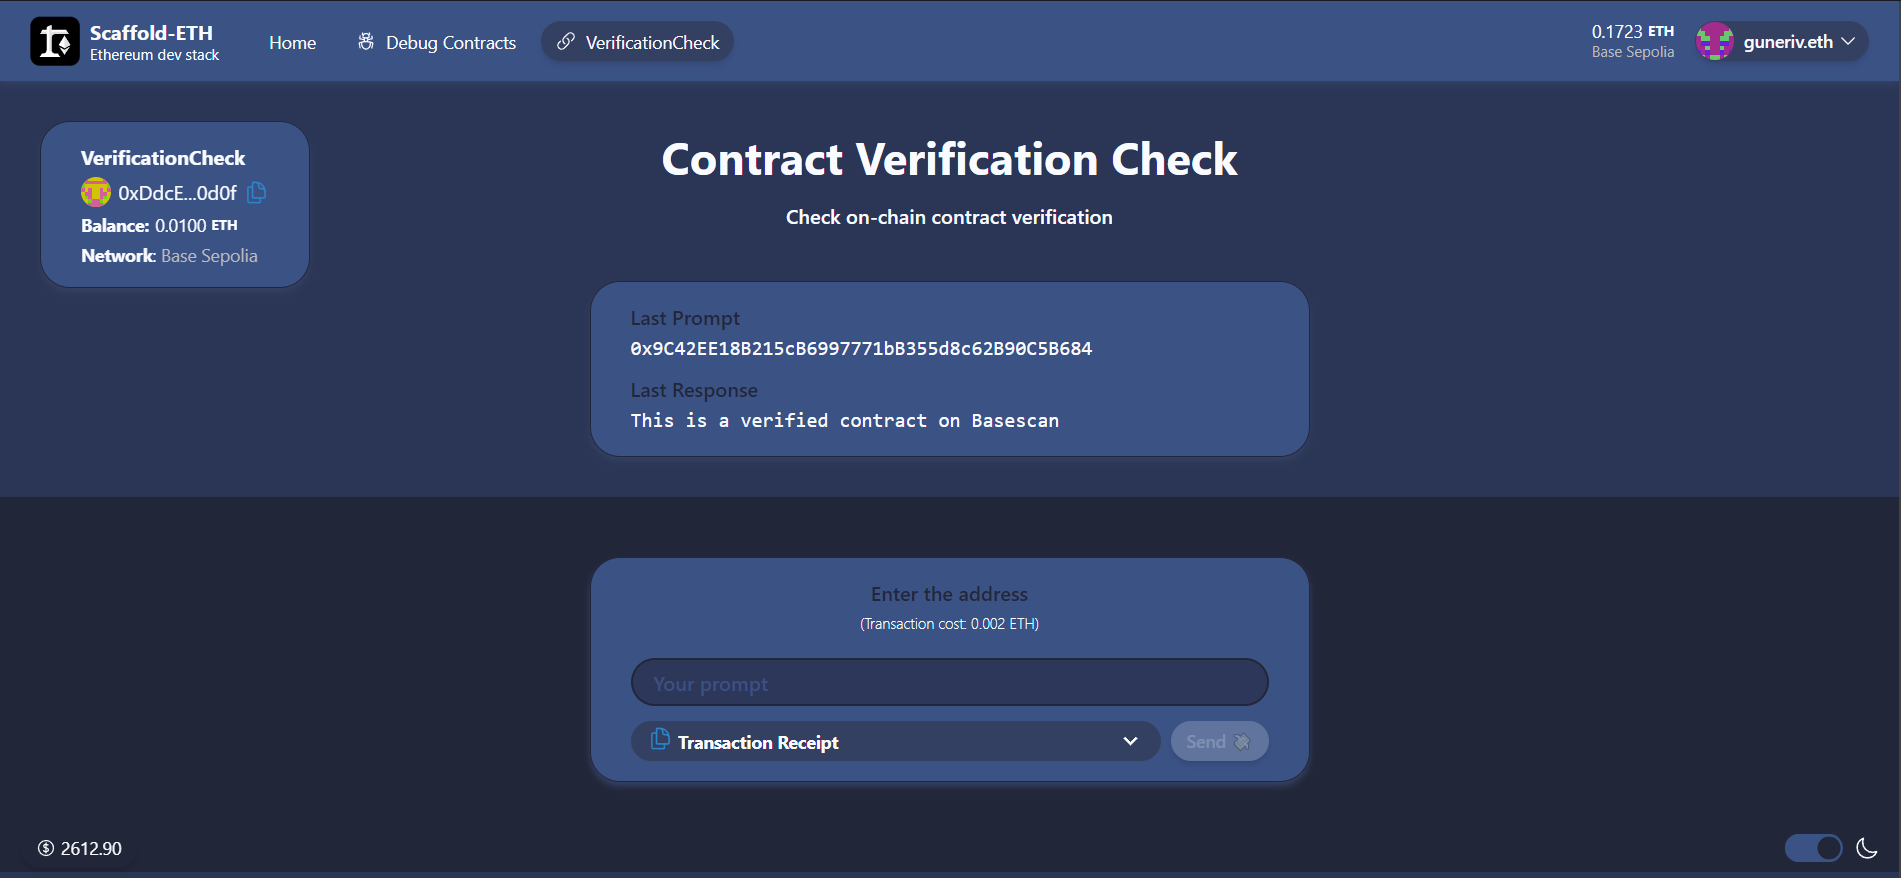 Scaffold-ETH
Ethereum dev stack
Home
Debug Contracts
VerificationCheck
0.1723 ETH
Base Sepolia
guneriv.eth
VerificationCheck
0xDdcE...0d0f
Balance: 0.0100 ETH
Network: Base Sepolia
Contract Verification Check
Check on-chain contract verification
Last Prompt
0x9C42EE18B215cB6997771bB355d8c62B90C5B684
Last Response
This is a verified contract on Basescan
Enter the address
(Transaction cost: 0.002 ETH)
Your prompt
Transaction Receipt
Send
2612.90